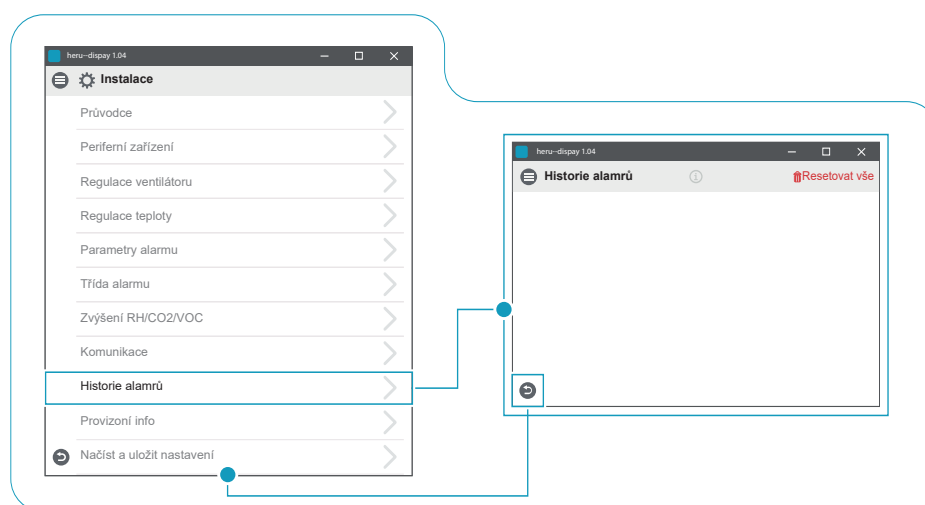 heru-dispay 1.04
Instalace
Průvodce
Periferní zařízení
Regulace ventilátoru
Regulace teploty
Parametry alarmu
Třída alarmu
Zvýšení RH/CO2/VOC
Komunikace
Historie alamrů
Provizoní info
Načíst a uložit nastavení
heru-dispay 1.04
Historie alamrů
Resetovat vše